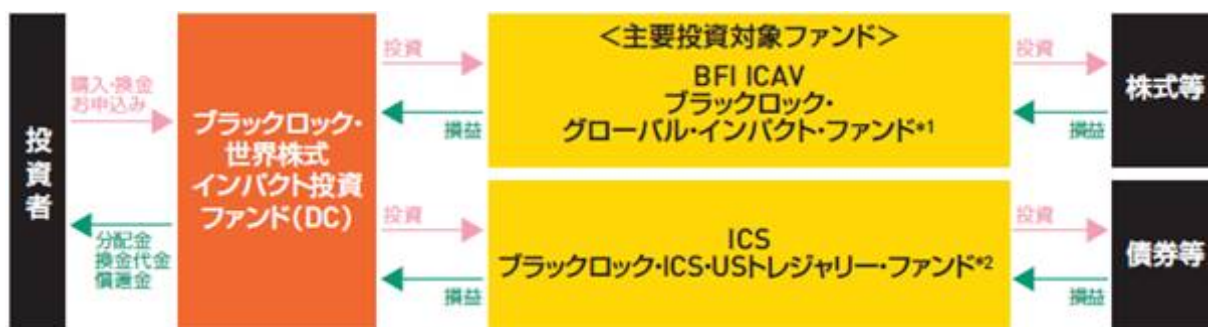 投資者
購入・換金
お申込み
分配金
換金代金
償還金
ブラックロック・
世界株式
インパクト投資
ファンド(DC)
投資
損益
投資
損益
<主要投資対象ファンド>
BFI ICAV
ブラックロック・
グローバル・インパクト・ファンド*1
ICS
ブラックロック・ICS・USトレジャリー・ファンド*2
投資
損益
投資
損益
株式等
債券等